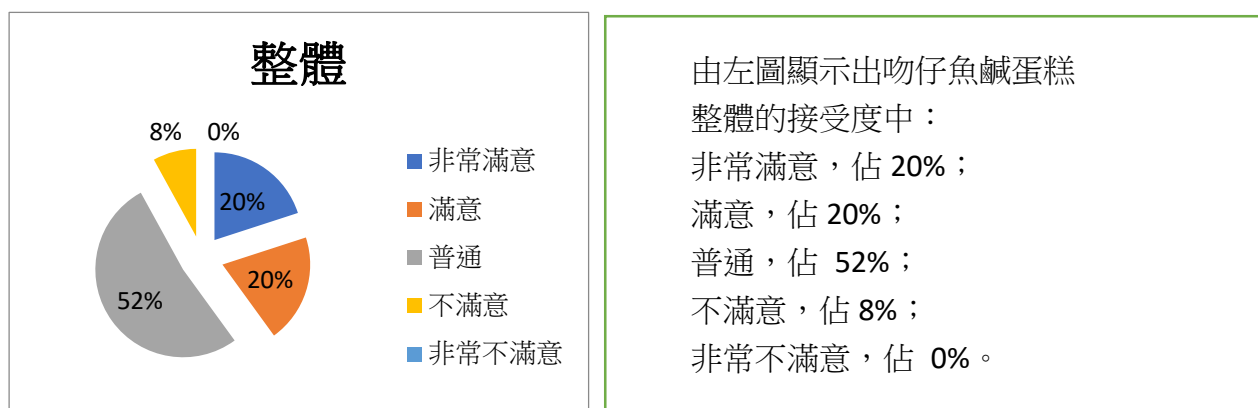 整體
8%
0%
20%
20%
52%
非常滿意
滿意
普通
不滿意
非常不滿意
由左圖顯示出吻仔魚鹹蛋糕
整體的接受度中：
非常滿意，佔 20%；
滿意，佔 20%；
普通，佔 52%；
不滿意，佔 8%；
非常不滿意，佔 0%。